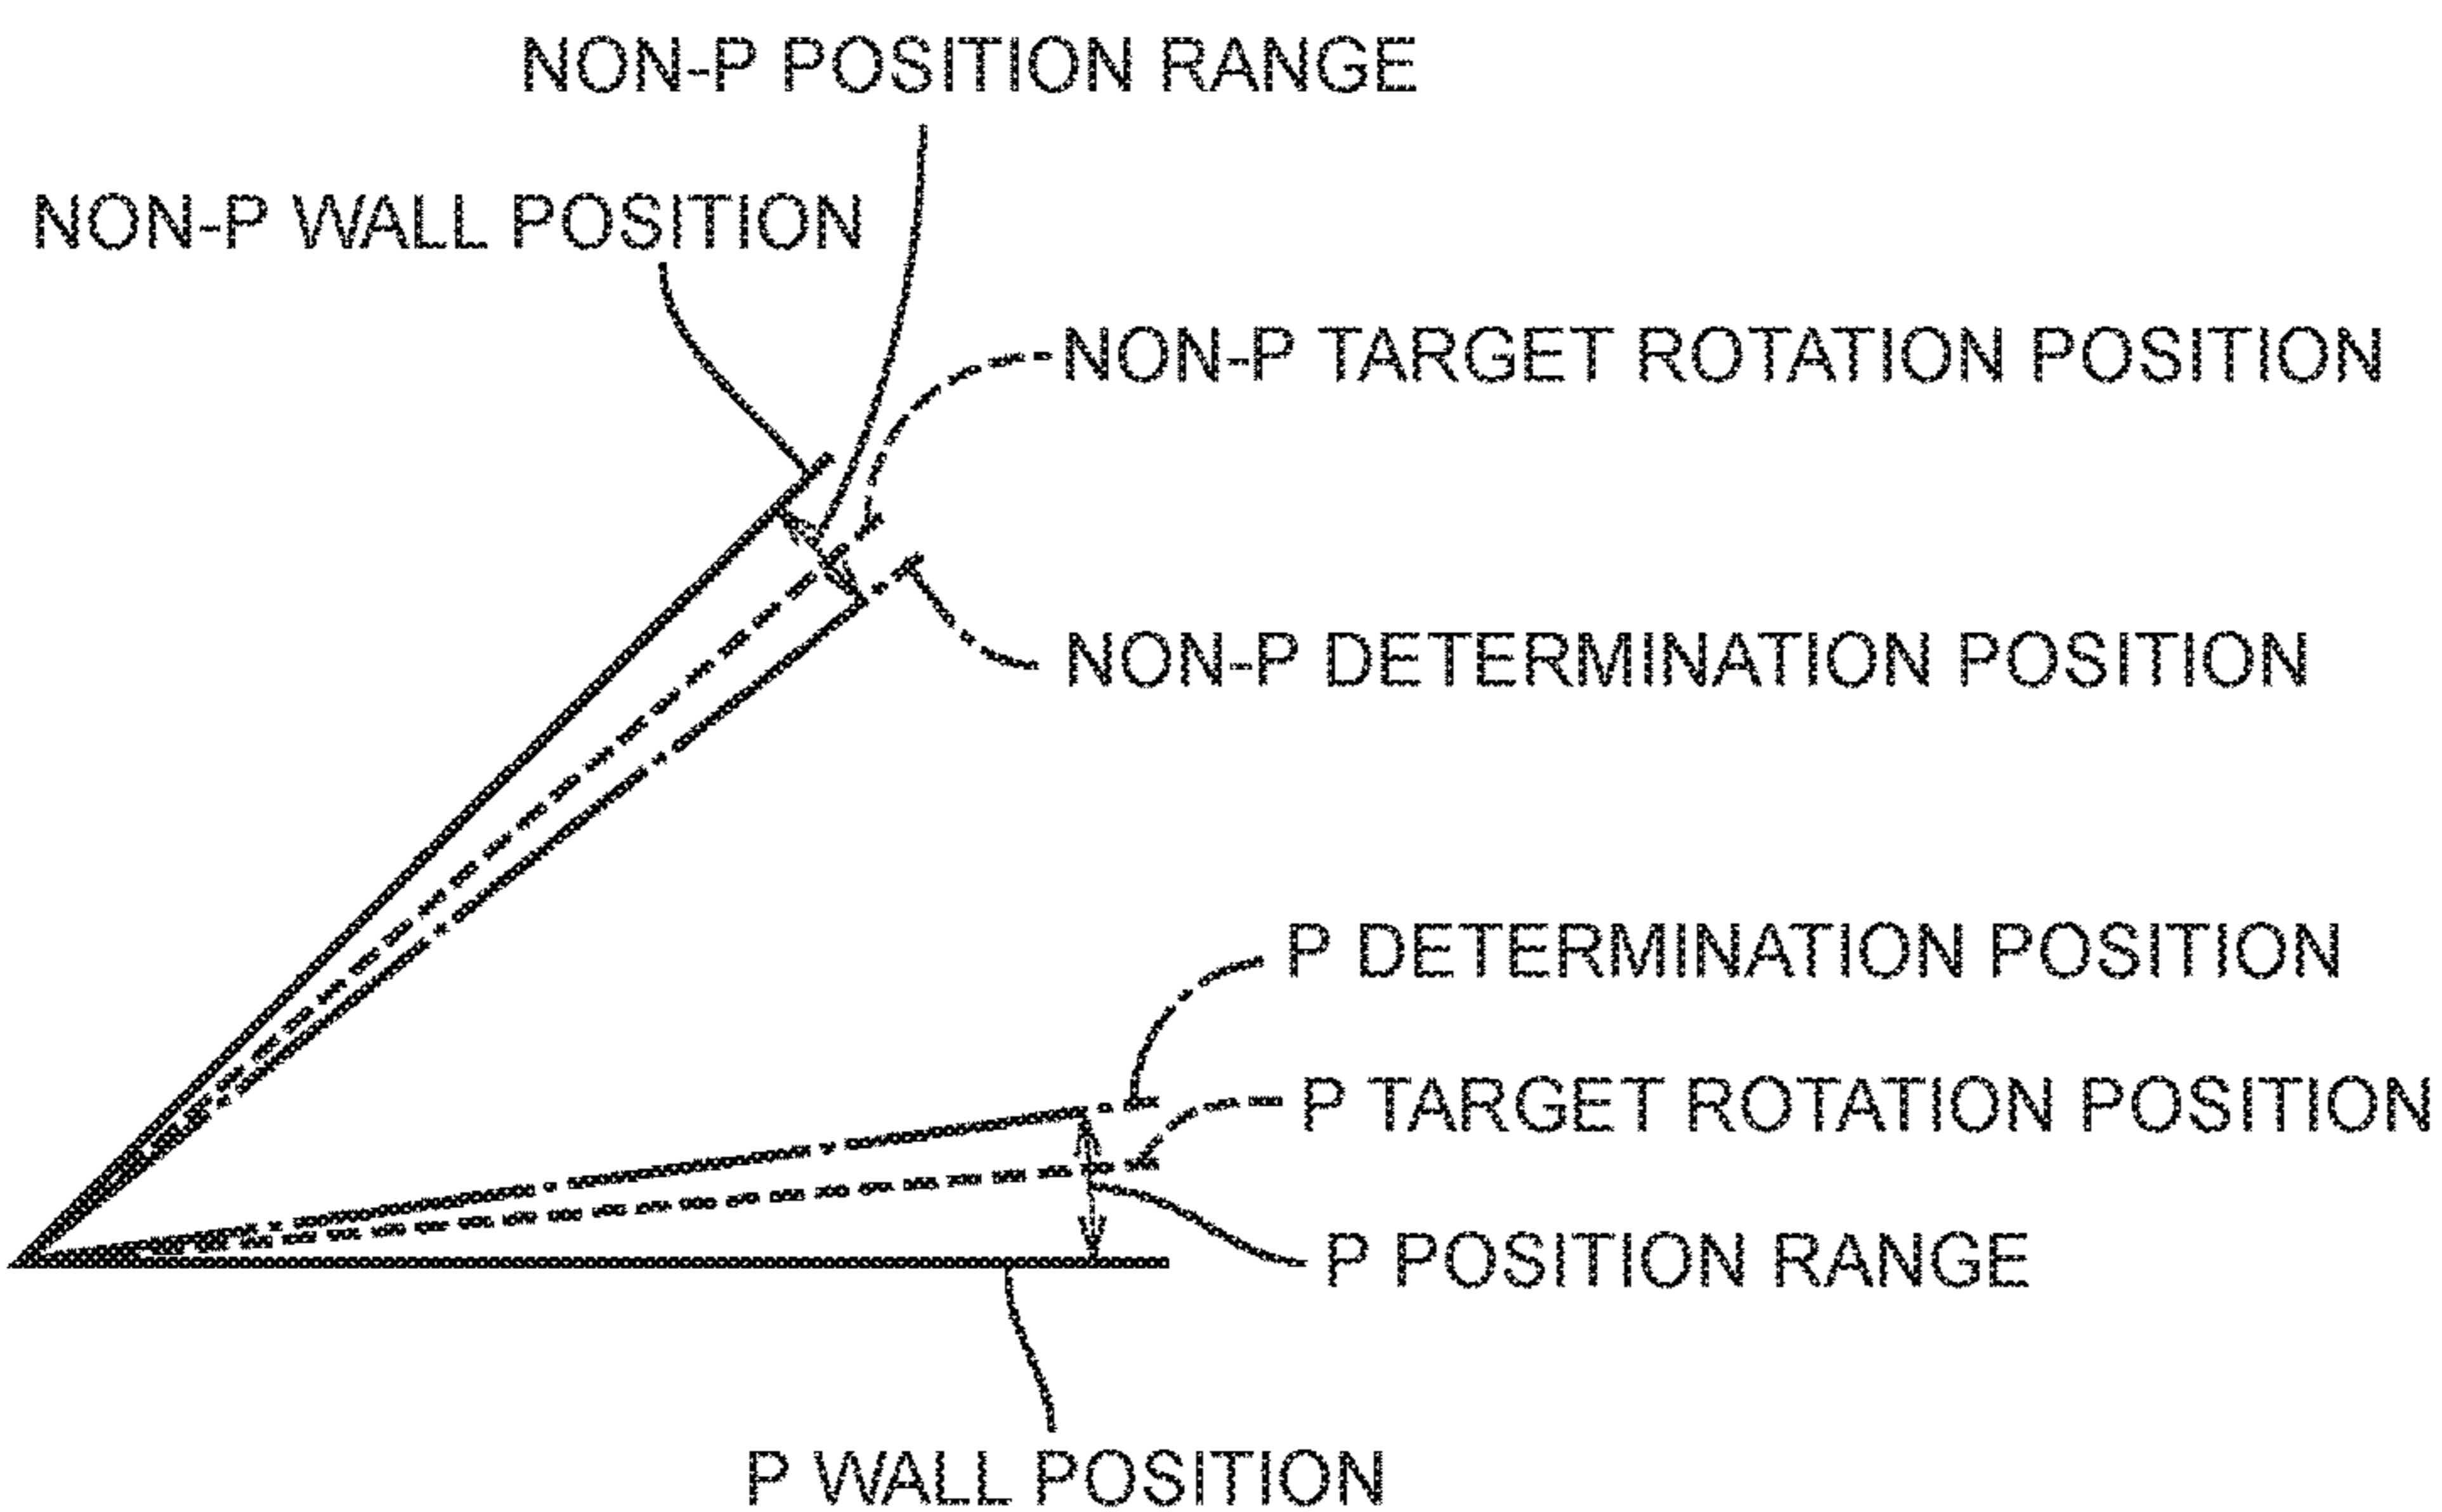 NON-P POSITION RANGE
NON-P WALL POSITION
NON-P TARGET ROTATION POSITION
NON-P DETERMINATION POSITION
P DETERMINATION POSITION
P TARGET ROTATION POSITION
P POSITION RANGE
P WALL POSITION